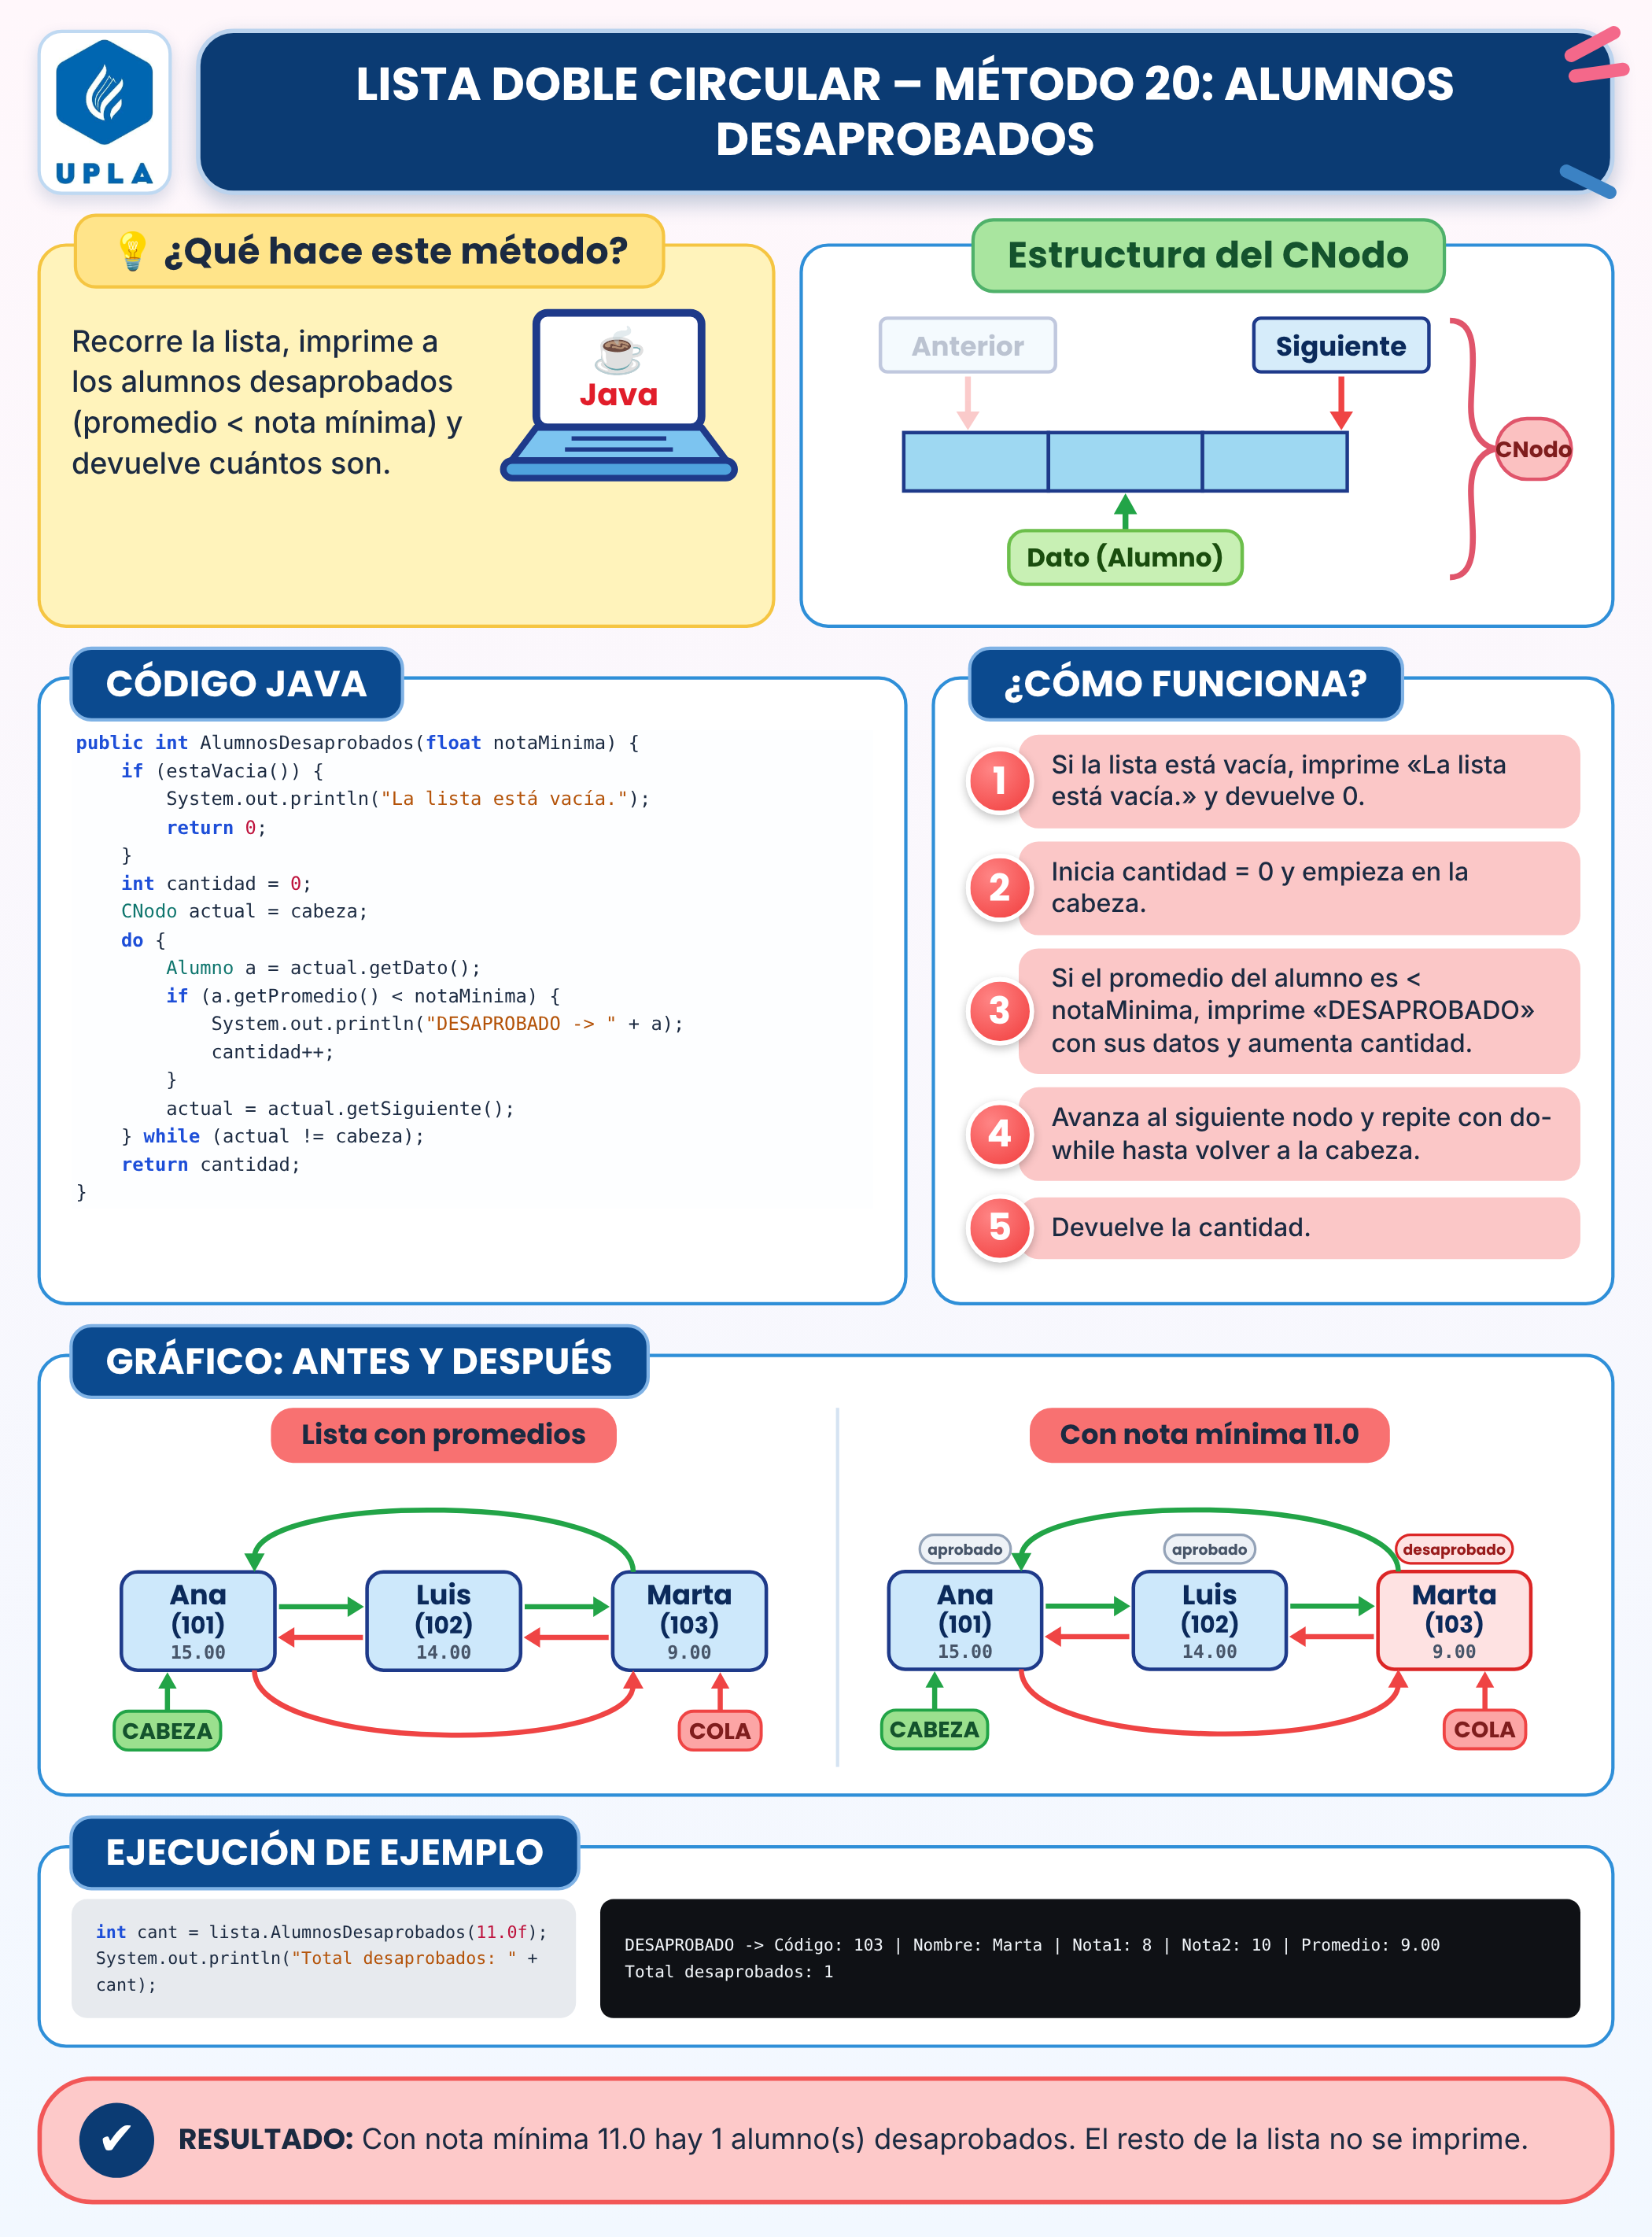 UPLA
LISTA DOBLE CIRCULAR – MÉTODO 20: ALUMNOS
DESAPROBADOS
💡 ¿Qué hace este método?
Recorre la lista, imprime a
los alumnos desaprobados
(promedio < nota mínima) y
devuelve cuántos son.
Java
Estructura del CNodo
Anterior
Siguiente
CNodo
Dato (Alumno)
CÓDIGO JAVA
public int AlumnosDesaprobados(float notaMinima) {
    if (estaVacia()) {
        System.out.println("La lista está vacía.");
        return 0;
    }
    int cantidad = 0;
    CNodo actual = cabeza;
    do {
        Alumno a = actual.getDato();
        if (a.getPromedio() < notaMinima) {
            System.out.println("DESAPROBADO -> " + a);
            cantidad++;
        }
        actual = actual.getSiguiente();
    } while (actual != cabeza);
    return cantidad;
}
¿CÓMO FUNCIONA?
1
Si la lista está vacía, imprime «La lista
está vacía.» y devuelve 0.
2
Inicia cantidad = 0 y empieza en la
cabeza.
3
Si el promedio del alumno es <
notaMinima, imprime «DESAPROBADO»
con sus datos y aumenta cantidad.
4
Avanza al siguiente nodo y repite con do-
while hasta volver a la cabeza.
5
Devuelve la cantidad.
GRÁFICO: ANTES Y DESPUÉS
Lista con promedios
Ana
(101)
15.00
Luis
(102)
14.00
Marta
(103)
9.00
CABEZA
COLA
Con nota mínima 11.0
aprobado
aprobado
desaprobado
Ana
(101)
15.00
Luis
(102)
14.00
Marta
(103)
9.00
CABEZA
COLA
EJECUCIÓN DE EJEMPLO
int cant = lista.AlumnosDesaprobados(11.0f);
System.out.println("Total desaprobados: " +
cant);
DESAPROBADO -> Código: 103 | Nombre: Marta | Nota1: 8 | Nota2: 10 | Promedio: 9.00
Total desaprobados: 1
✔ RESULTADO: Con nota mínima 11.0 hay 1 alumno(s) desaprobados. El resto de la lista no se imprime.